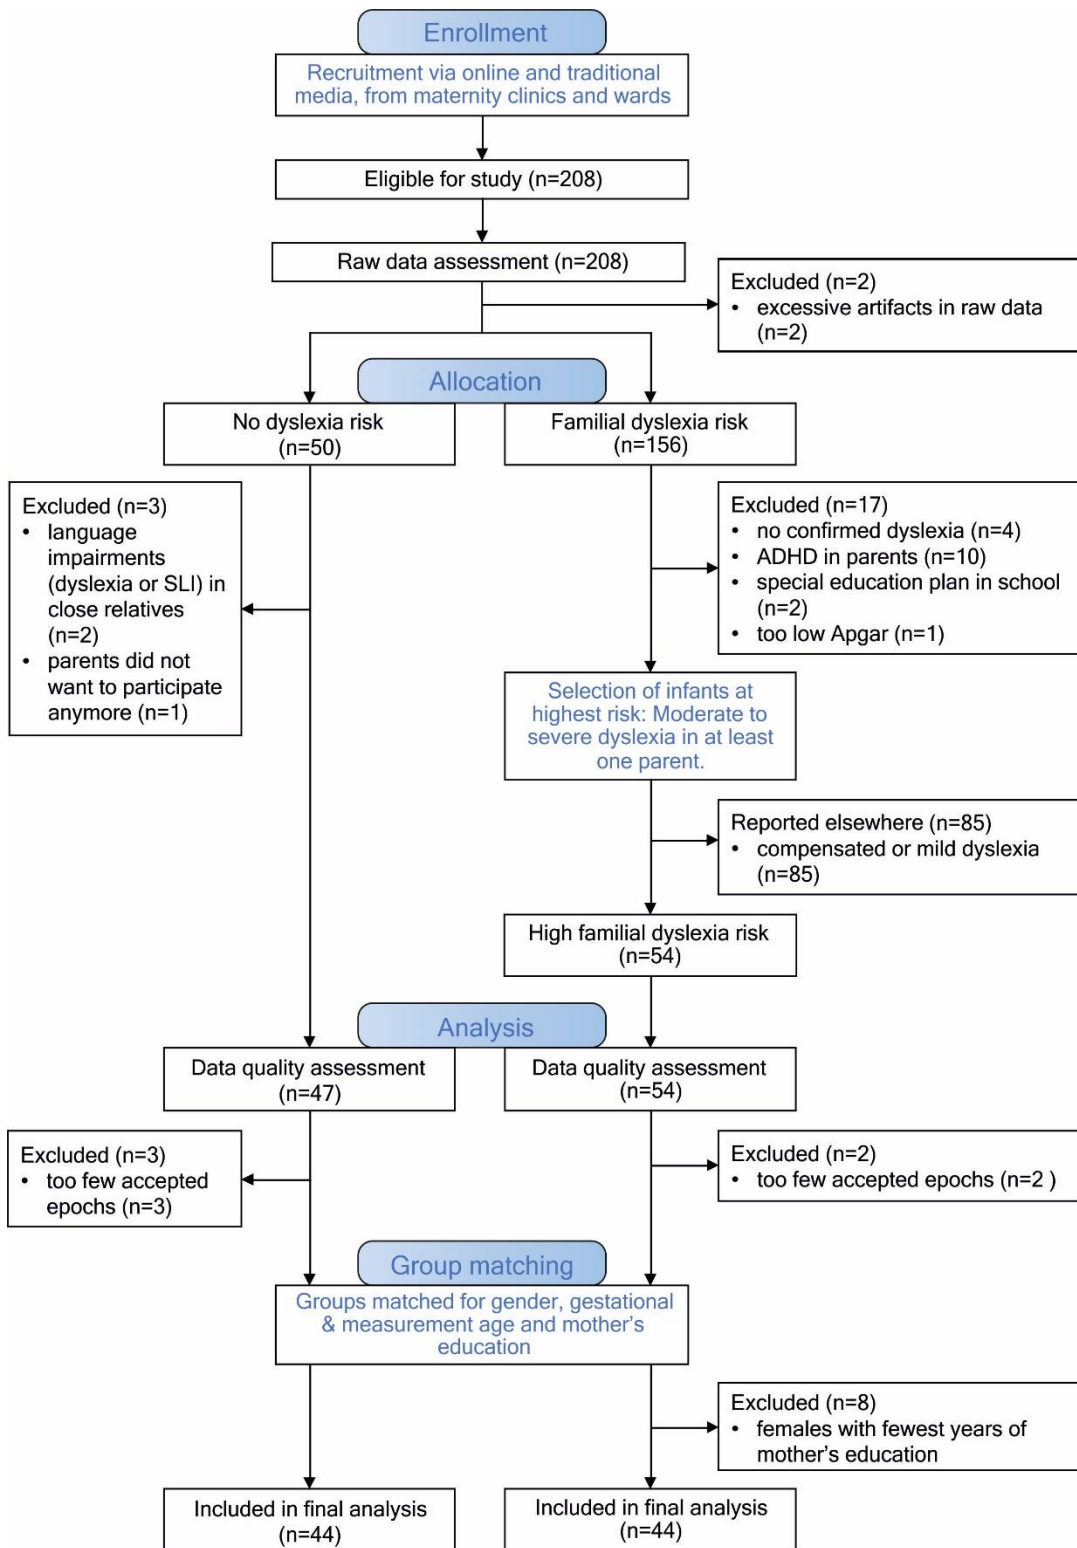 Enrollment
Recruitment via online and traditional
media, from maternity clinics and wards
Eligible for study (n=208)
Raw data assessment (n=208)
Excluded (n=2)
• excessive artifacts in raw data
(n=2)
Allocation
No dyslexia risk
(n=50)
Familial dyslexia risk
(n=156)
Excluded (n=3)
• language
impairments
(dyslexia or SLI) in
close relatives
(n=2)
• parents did not
want to participate
anymore (n=1)
Excluded (n=17)
• no confirmed dyslexia (n=4)
• ADHD in parents (n=10)
• special education plan in school
(n=2)
• too low Apgar (n=1)
Selection of infants at
highest risk: Moderate to
severe dyslexia in at least
one parent.
Reported elsewhere (n=85)
• compensated or mild dyslexia
(n=85)
High familial dyslexia risk
(n=54)
Analysis
Data quality assessment
(n=47)
Data quality assessment
(n=54)
Excluded (n=3)
• too few accepted
epochs (n=3)
Excluded (n=2)
• too few accepted epochs (n=2 )
Group matching
Groups matched for gender, gestational
& measurement age and mother's
education
Excluded (n=8)
• females with fewest years of
mother's education
Included in final analysis
(n=44)
Included in final analysis
(n=44)